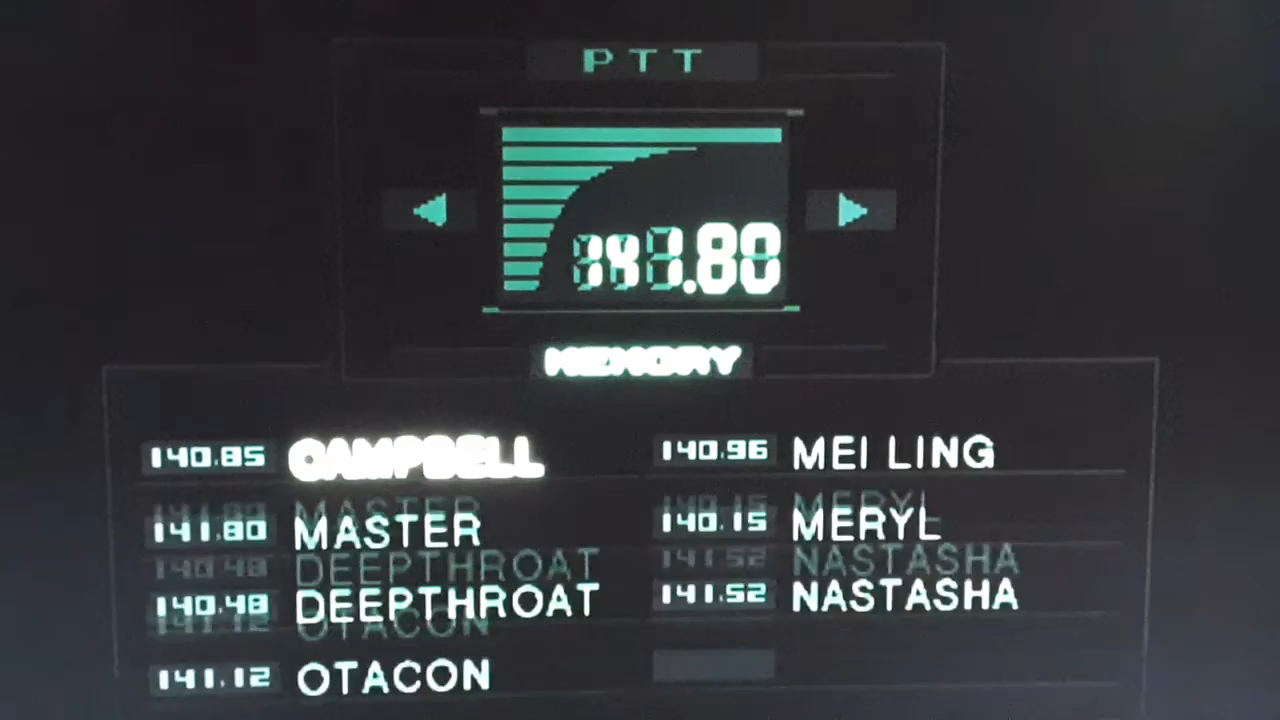 PTT
141.80
MEMORY
140.85 CAMPBELL 140.96 MEI LING
141.80 MASTER 140.15 MERYL
140.48 DEEPTHROAT 141.52 NASTASHA
141.12 OTACON